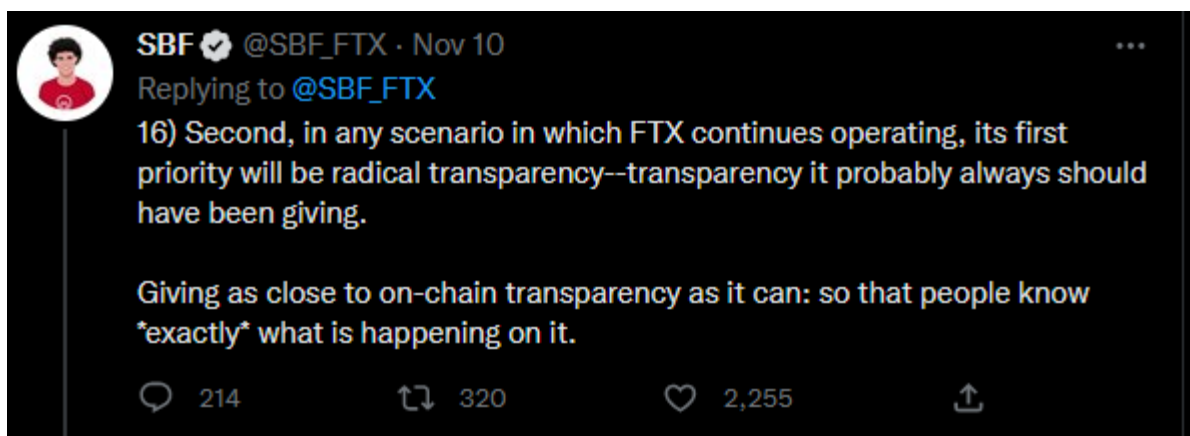 SBF @SBF_FTX · Nov 10
Replying to @SBF_FTX
16) Second, in any scenario in which FTX continues operating, its first
priority will be radical transparency--transparency it probably always should
have been giving.
Giving as close to on-chain transparency as it can: so that people know
*exactly* what is happening on it.
214 320 2,255